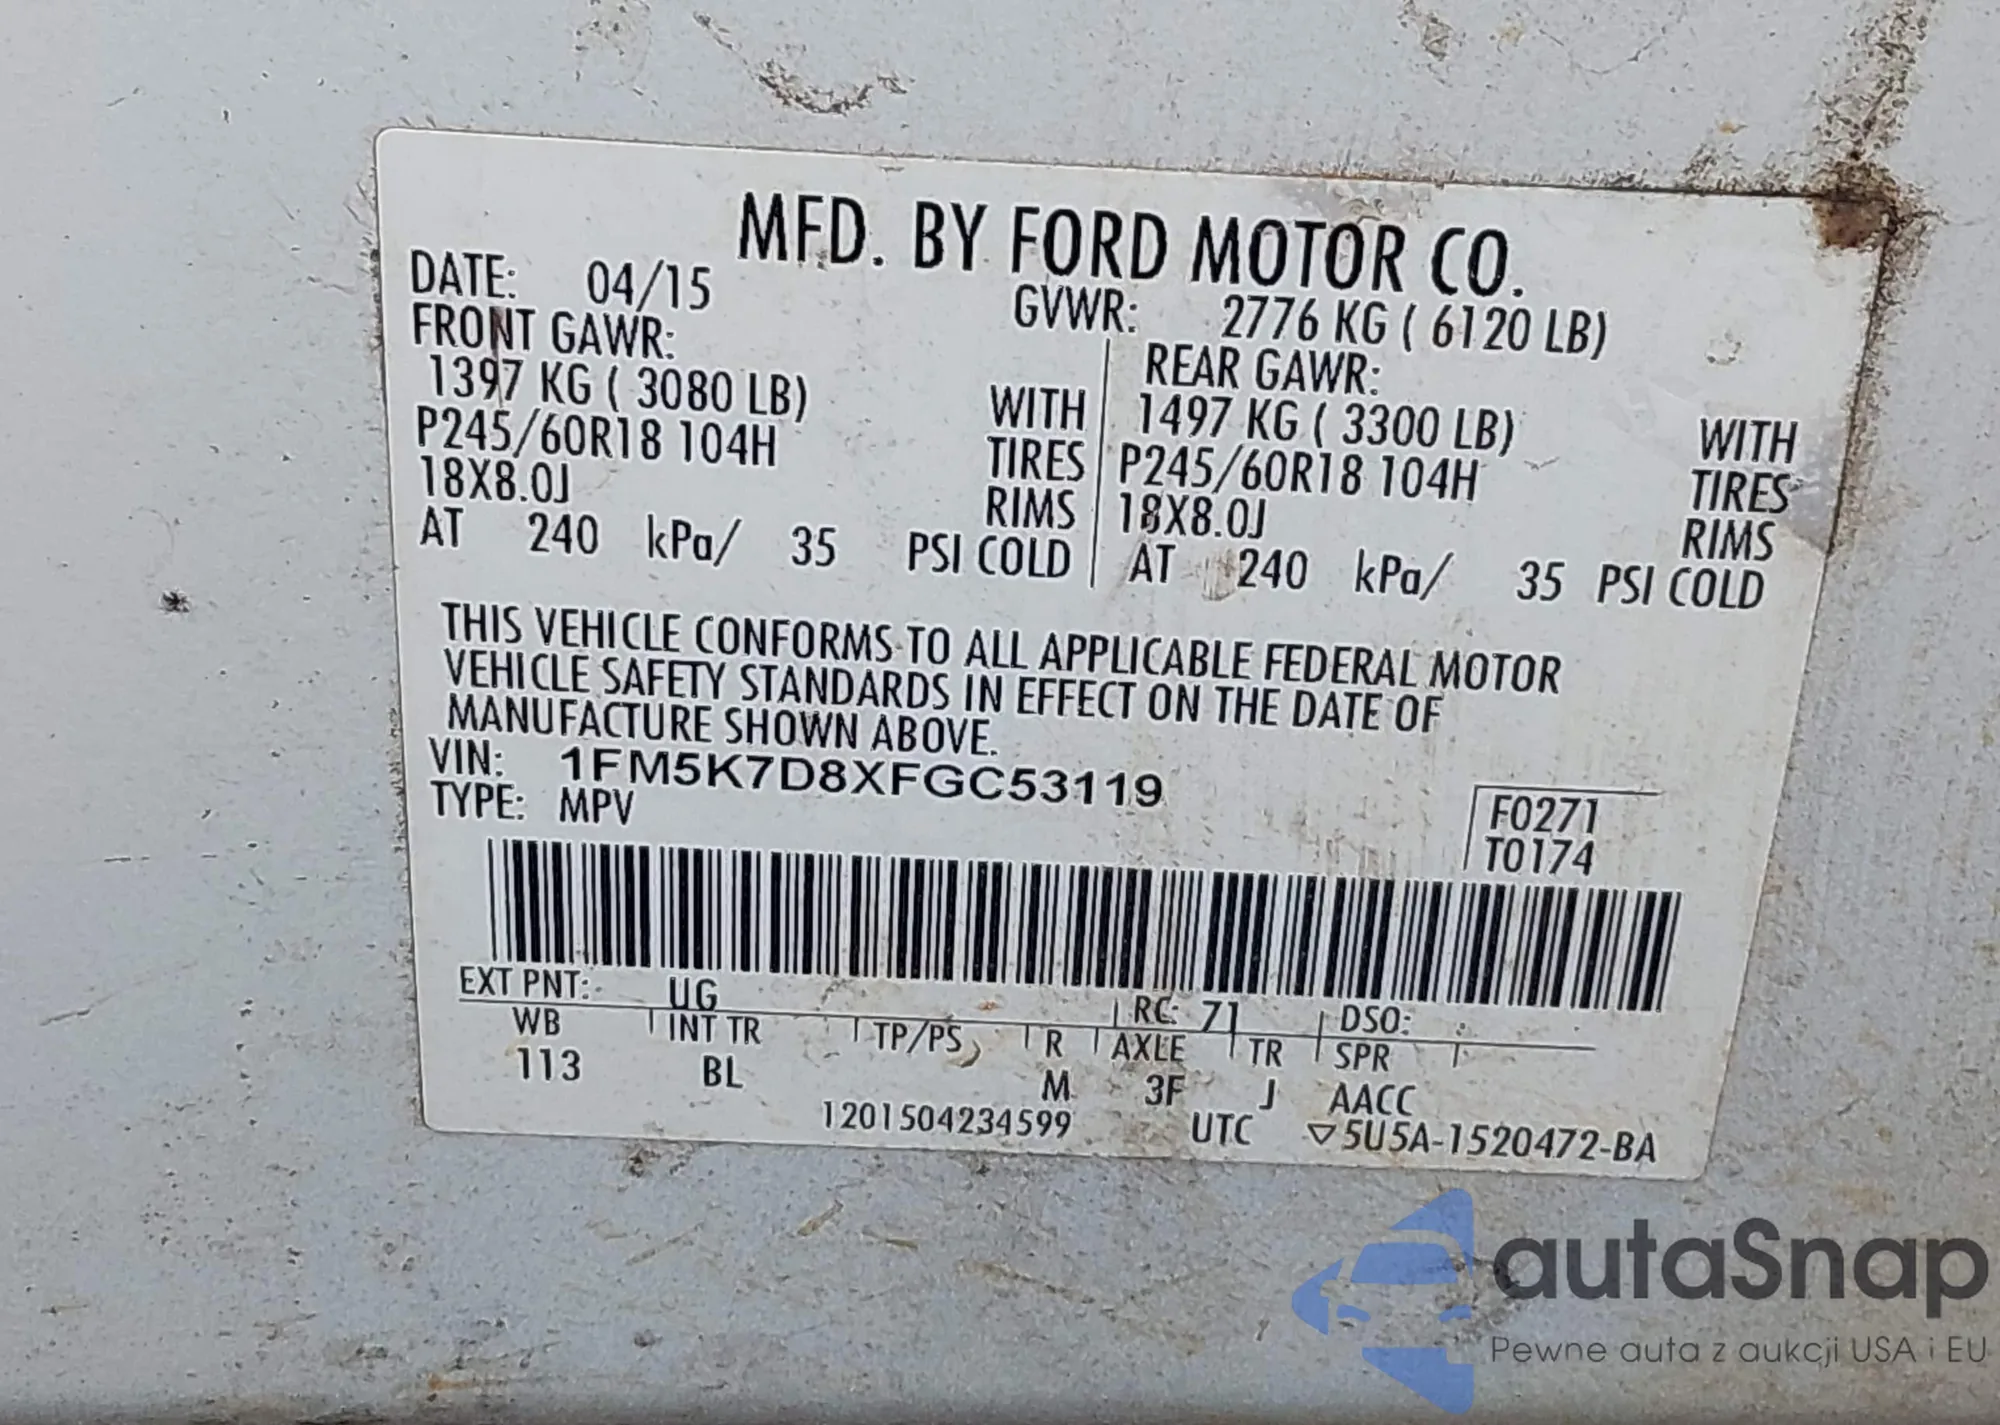 MFD. BY FORD MOTOR CO.
DATE: 04/15 GVWR: 2776 KG ( 6120 LB)
FRONT GAWR: REAR GAWR:
1397 KG ( 3080 LB) WITH 1497 KG ( 3300 LB) WITH
P245/60R18 104H TIRES P245/60R18 104H TIRES
18X8.0J RIMS 18X8.0J RIMS
AT 240 kPa/ 35 PSI COLD AT 240 kPa/ 35 PSI COLD
THIS VEHICLE CONFORMS TO ALL APPLICABLE FEDERAL MOTOR
VEHICLE SAFETY STANDARDS IN EFFECT ON THE DATE OF
MANUFACTURE SHOWN ABOVE.
VIN: 1FM5K7D8XFGC53119
TYPE: MPV
F0271
T0174
EXT PNT: UG RC: 71 DSO:
WB INT TR TP/PS R AXLE TR SPR
113 BL M 3F J AACC
1201504234599 UTC ▽5U5A-1520472-BA
autaSnap
Pewne auta z aukcji USA i EU